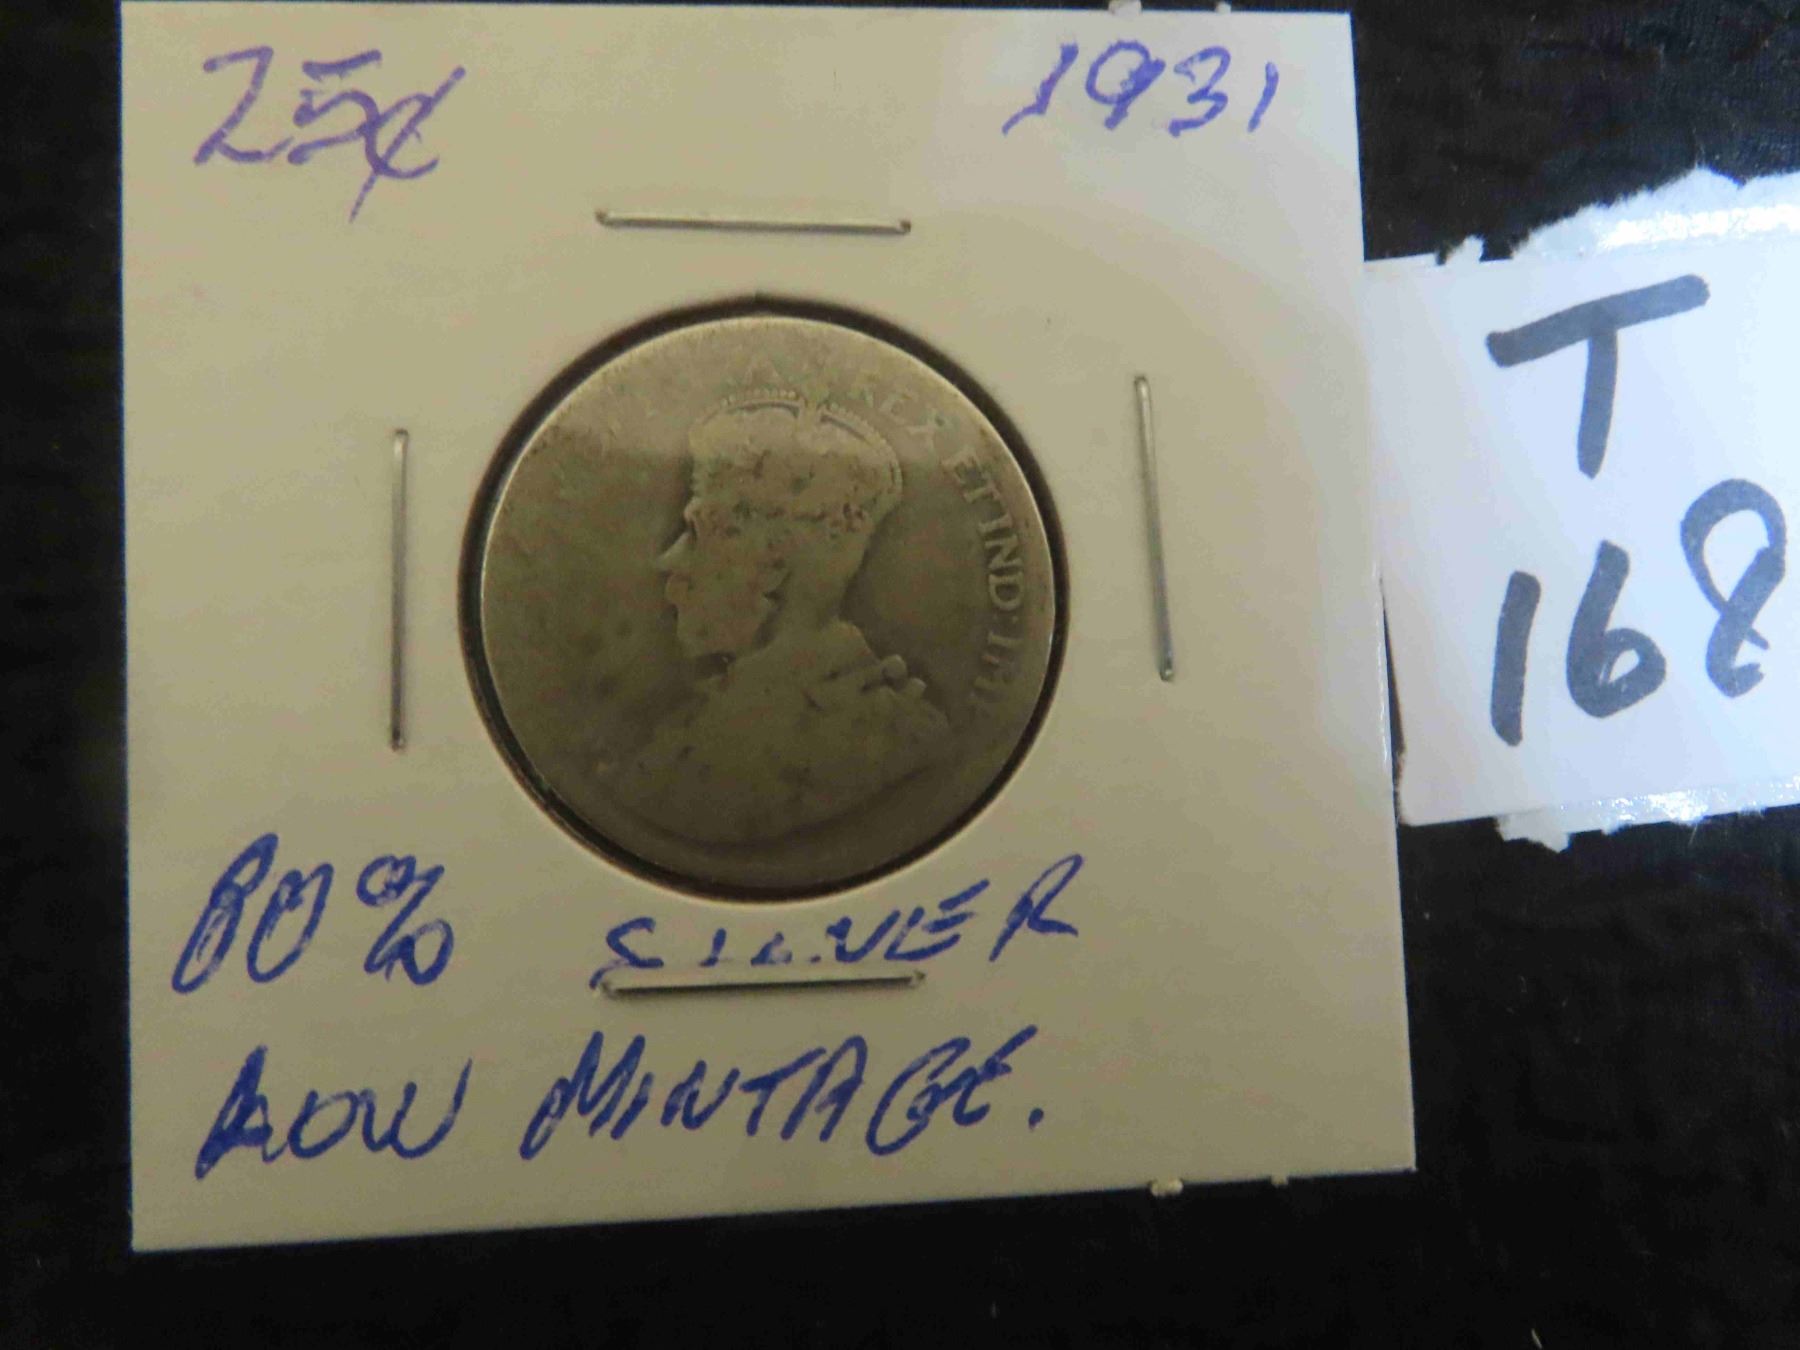 25¢ 1931
REX ET IND: IMP:
80% SILVER
LOW MINTAGE.
T
168